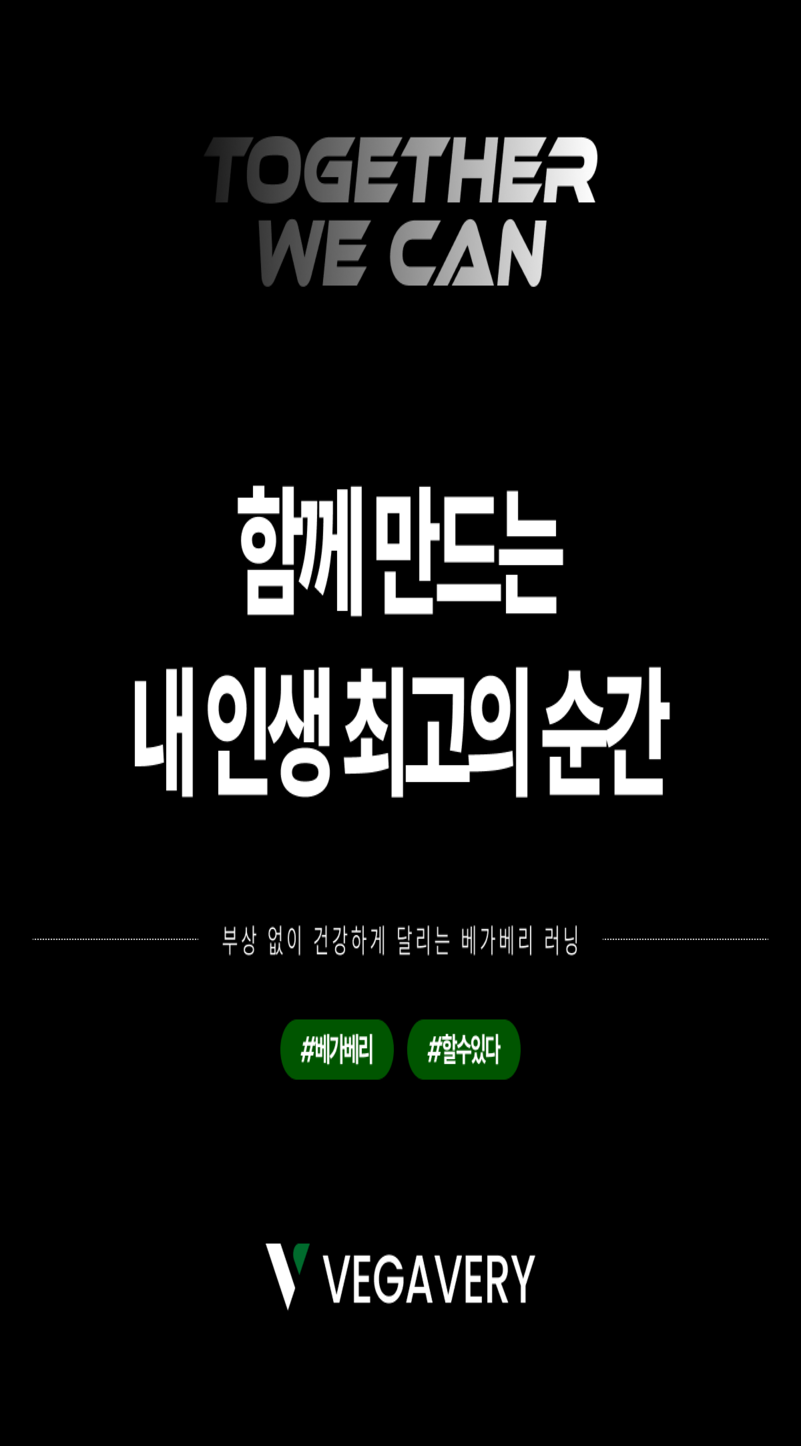 TOGETHER
WE CAN
함께 만드는
내 인생 최고의 순간
부상 없이 건강하게 달리는 베가베리 러닝
#베가베리 #할수있다
VEGAVERY